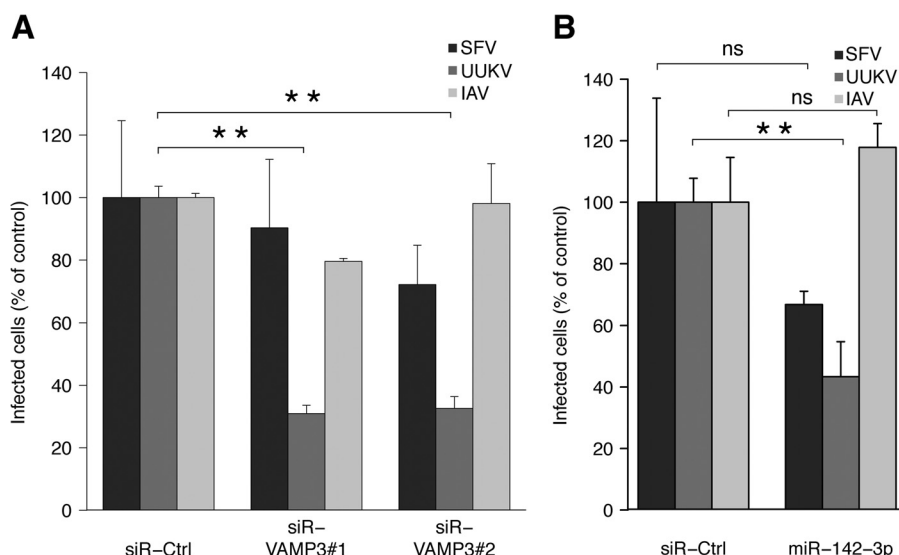 A
SFV
UUKV
IAV
Infected cells (% of control)
140
120
100
80
60
40
20
0
* *
* *
siR–Ctrl
siR–
VAMP3#1
siR–
VAMP3#2
B
SFV
UUKV
IAV
Infected cells (% of control)
140
120
100
80
60
40
20
0
ns
ns
* *
siR–Ctrl
miR–142–3p